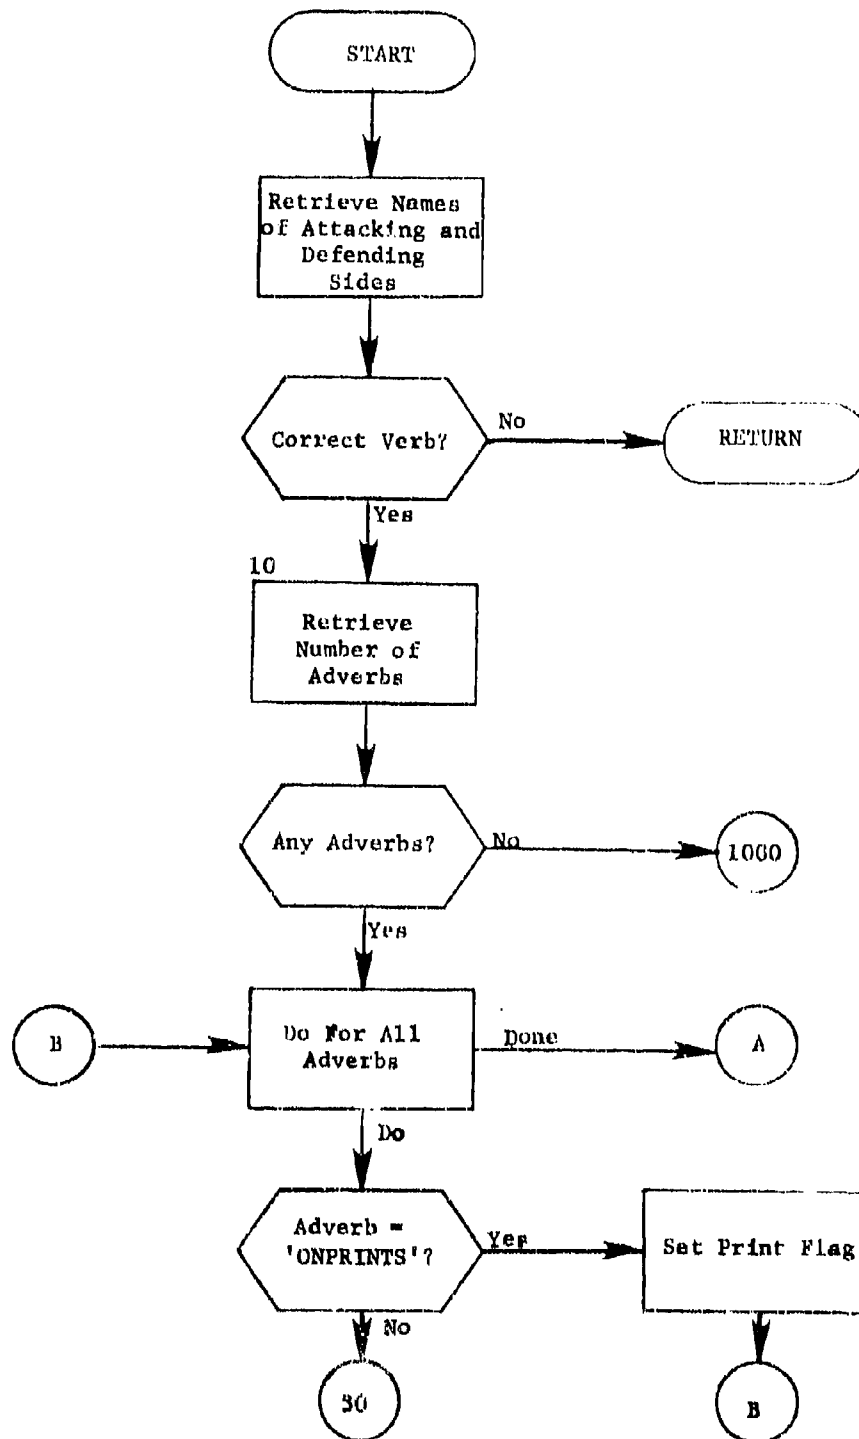 START
Retrieve Names
of Attacking and
Defending
Sides
Correct Verb?
No
RETURN
Yes
10
Retrieve
Number of
Adverbs
Any Adverbs?
No
1000
Yes
B
Do For All
Adverbs
Done
A
Do
Adverb =
'ONPRINTS'?
Yes
Set Print Flag
No
B